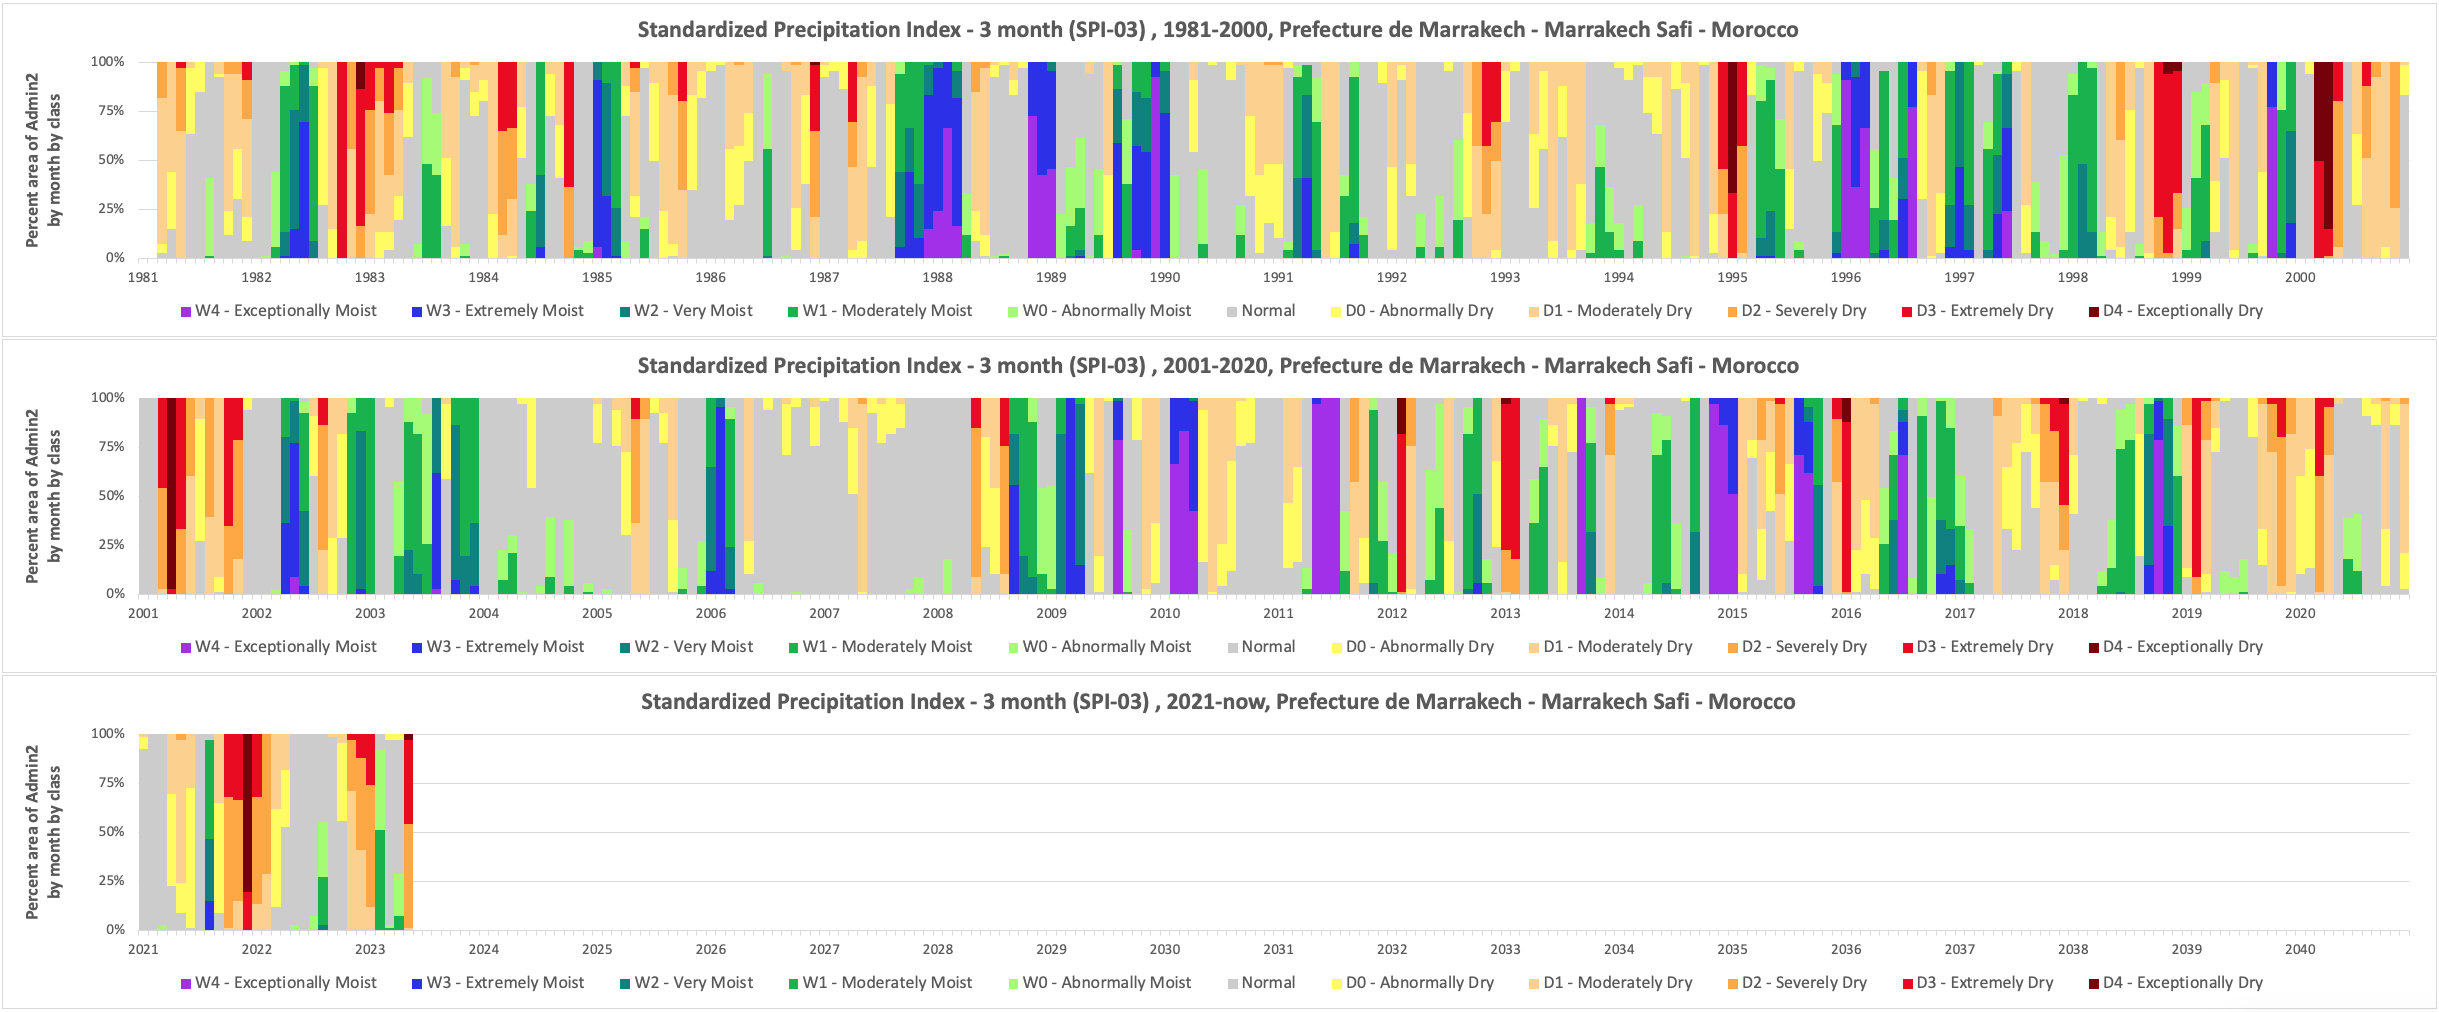 Standardized Precipitation Index - 3 month (SPI-03) , 1981-2000, Prefecture de Marrakech - Marrakech Safi - Morocco
Percent area of Admin2
by month by class
100%
75%
50%
25%
0%
1981 1982 1983 1984 1985 1986 1987 1988 1989 1990 1991 1992 1993 1994 1995 1996 1997 1998 1999 2000
W4 - Exceptionally Moist W3 - Extremely Moist W2 - Very Moist W1 - Moderately Moist W0 - Abnormally Moist Normal D0 - Abnormally Dry D1 - Moderately Dry D2 - Severely Dry D3 - Extremely Dry D4 - Exceptionally Dry
Standardized Precipitation Index - 3 month (SPI-03) , 2001-2020, Prefecture de Marrakech - Marrakech Safi - Morocco
Percent area of Admin2
by month by class
100%
75%
50%
25%
0%
2001 2002 2003 2004 2005 2006 2007 2008 2009 2010 2011 2012 2013 2014 2015 2016 2017 2018 2019 2020
W4 - Exceptionally Moist W3 - Extremely Moist W2 - Very Moist W1 - Moderately Moist W0 - Abnormally Moist Normal D0 - Abnormally Dry D1 - Moderately Dry D2 - Severely Dry D3 - Extremely Dry D4 - Exceptionally Dry
Standardized Precipitation Index - 3 month (SPI-03) , 2021-now, Prefecture de Marrakech - Marrakech Safi - Morocco
Percent area of Admin2
by month by class
100%
75%
50%
25%
0%
2021 2022 2023 2024 2025 2026 2027 2028 2029 2030 2031 2032 2033 2034 2035 2036 2037 2038 2039 2040
W4 - Exceptionally Moist W3 - Extremely Moist W2 - Very Moist W1 - Moderately Moist W0 - Abnormally Moist Normal D0 - Abnormally Dry D1 - Moderately Dry D2 - Severely Dry D3 - Extremely Dry D4 - Exceptionally Dry